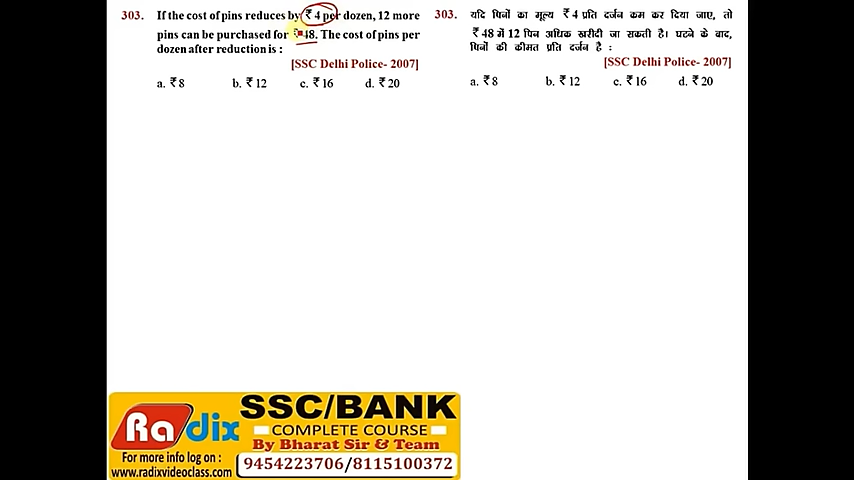 303. If the cost of pins reduces by ₹ 4 per dozen, 12 more
pins can be purchased for ₹ 48. The cost of pins per
dozen after reduction is :
[SSC Delhi Police- 2007]
a. ₹ 8 b. ₹ 12 c. ₹ 16 d. ₹ 20
303. यदि पिनों का मूल्य ₹ 4 प्रति दर्जन कम कर दिया जाए, तो
₹ 48 में 12 पिन अधिक खरीदी जा सकती है। घटने के बाद,
पिनों की कीमत प्रति दर्जन है :
[SSC Delhi Police- 2007]
a. ₹ 8 b. ₹ 12 c. ₹ 16 d. ₹ 20
Radix
For more info log on :
www.radixvideoclass.com
SSC/BANK
COMPLETE COURSE
By Bharat Sir & Team
9454223706/8115100372